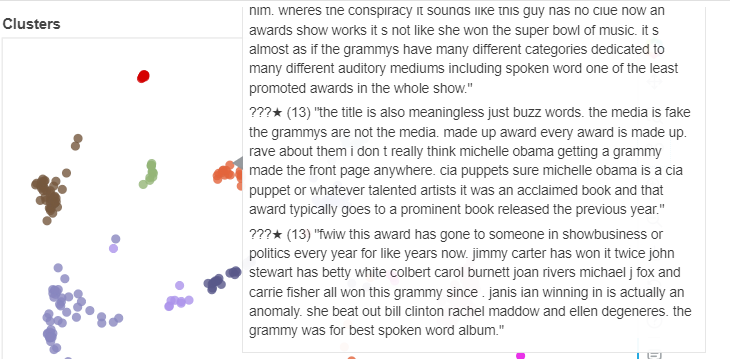 Clusters
him. wheres the conspiracy it sounds like this guy has no clue how an
awards show works it s not like she won the super bowl of music. it s
almost as if the grammys have many different categories dedicated to
many different auditory mediums including spoken word one of the least
promoted awards in the whole show."
???★ (13) "the title is also meaningless just buzz words. the media is fake
the grammys are not the media. made up award every award is made up.
rave about them i don t really think michelle obama getting a grammy
made the front page anywhere. cia puppets sure michelle obama is a cia
puppet or whatever talented artists it was an acclaimed book and that
award typically goes to a prominent book released the previous year."
???★ (13) "fwiw this award has gone to someone in showbusiness or
politics every year for like years now. jimmy carter has won it twice john
stewart has betty white colbert carol burnett joan rivers michael j fox and
carrie fisher all won this grammy since . janis ian winning in is actually an
anomaly. she beat out bill clinton rachel maddow and ellen degeneres. the
grammy was for best spoken word album."